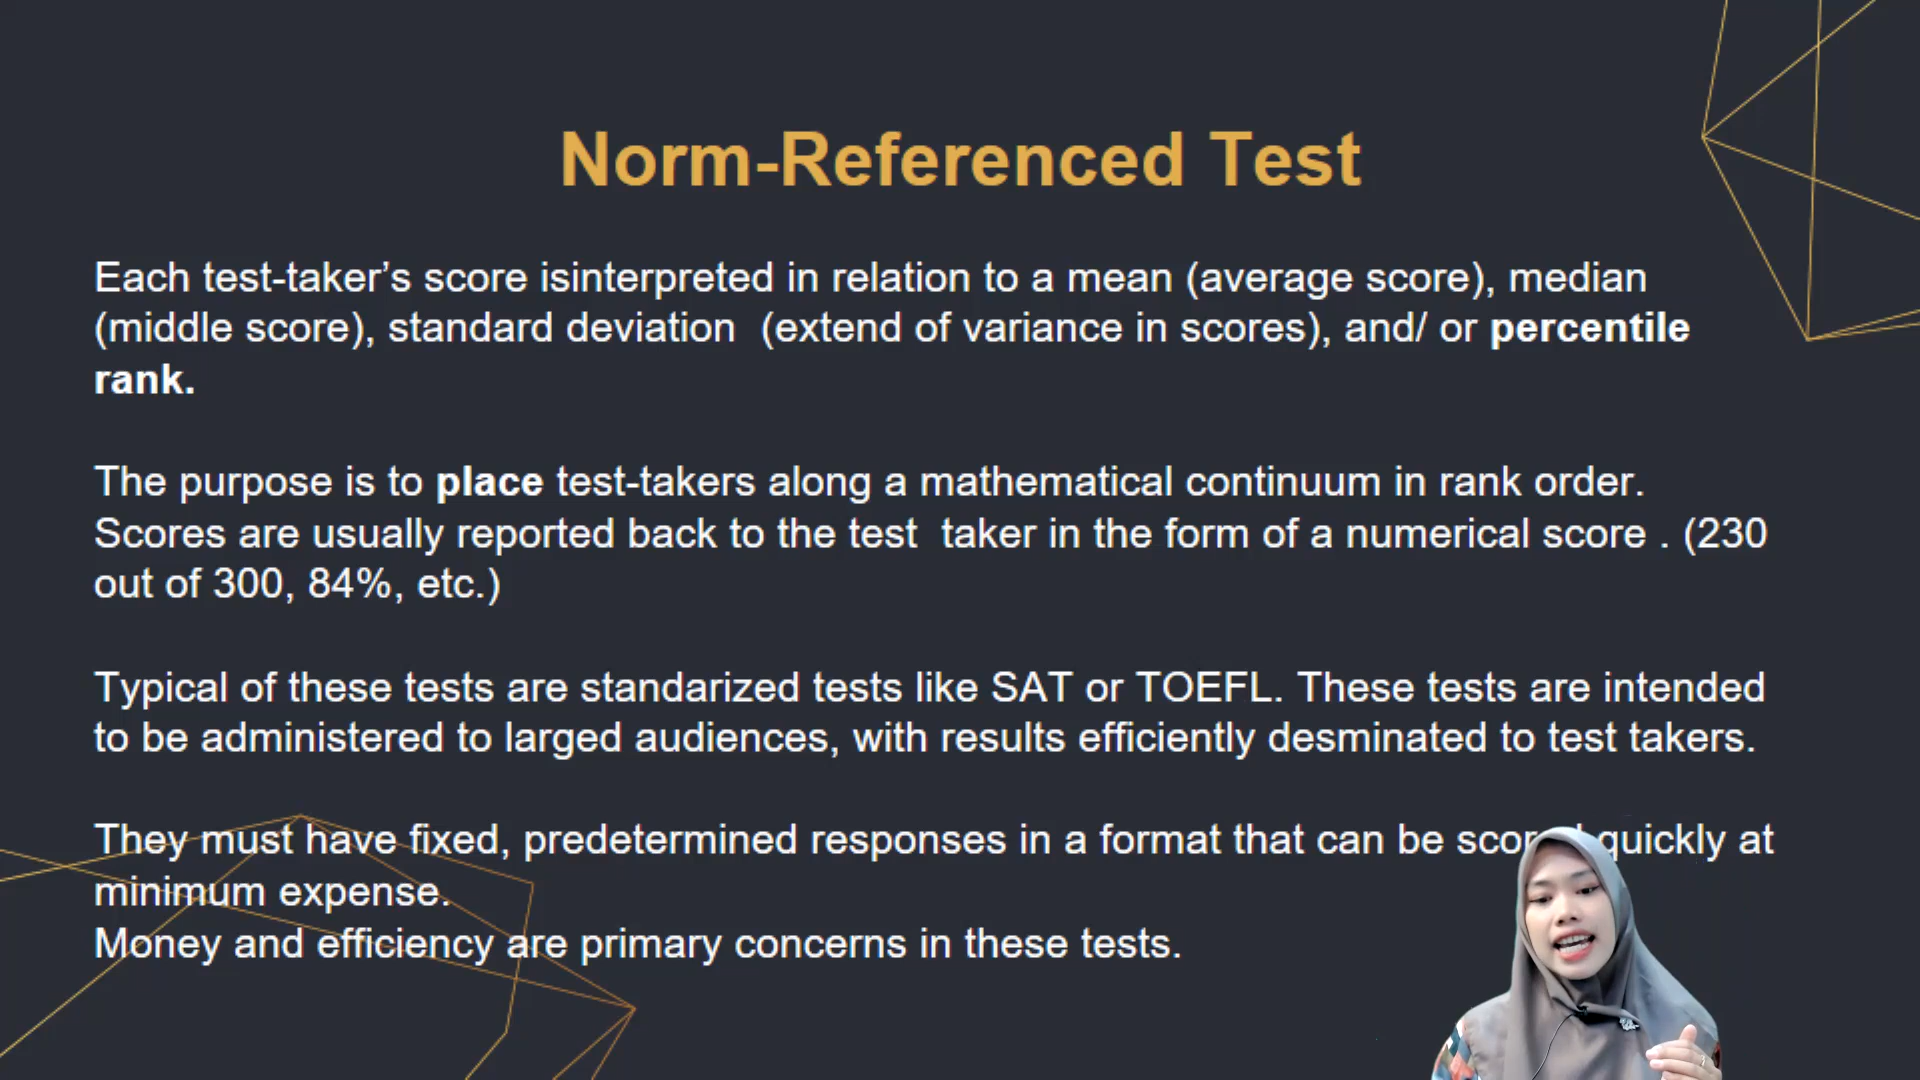 Norm-Referenced Test
Each test-taker’s score isinterpreted in relation to a mean (average score), median
(middle score), standard deviation (extend of variance in scores), and/ or percentile
rank.
The purpose is to place test-takers along a mathematical continuum in rank order.
Scores are usually reported back to the test taker in the form of a numerical score . (230
out of 300, 84%, etc.)
Typical of these tests are standarized tests like SAT or TOEFL. These tests are intended
to be administered to larged audiences, with results efficiently desminated to test takers.
They must have fixed, predetermined responses in a format that can be quickly at
minimum expense.
Money and efficiency are primary concerns in these tests.